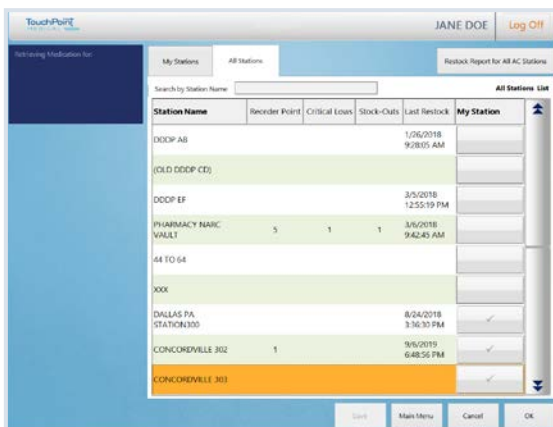 TouchPoint
MEDICAL
JANE DOE
Log Off
Retrieving Medication for:
My Stations
All Stations
Restock Report for All AC Stations
Search by Station Name
All Stations List
Station Name Reorder Point Critical Lows Stock-Outs Last Restock My Station
DDDP AB 1/26/2018
9:28:05 AM
(OLD DDDP CD)
DDDP EF 3/5/2018
12:55:19 PM
PHARMACY NARC
VAULT 5 1 1 3/6/2018
9:42:45 AM
44 TO 64
XXX
DALLAS PA
STATION300 8/24/2018
3:36:30 PM ✓
CONCORDVILLE 302 1 9/6/2019
6:48:56 PM ✓
CONCORDVILLE 303 ✓
Save
Main Menu
Cancel
OK